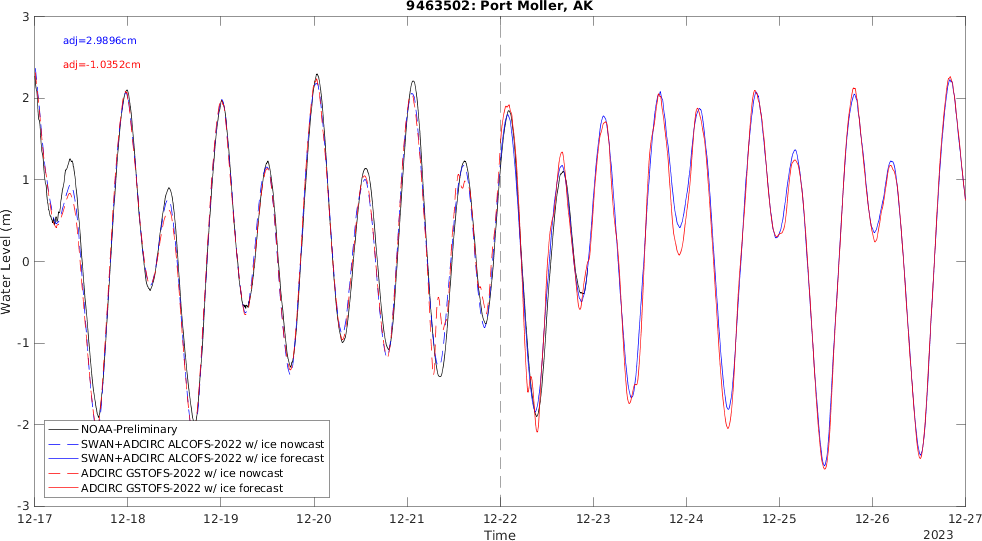 9463502: Port Moller, AK
adj=2.9896cm
adj=-1.0352cm
3
2
1
0
-1
-2
-3
Water Level (m)
NOAA-Preliminary
SWAN+ADCIRC ALCOFS-2022 w/ ice nowcast
SWAN+ADCIRC ALCOFS-2022 w/ ice forecast
ADCIRC GSTOFS-2022 w/ ice nowcast
ADCIRC GSTOFS-2022 w/ ice forecast
12-17 12-18 12-19 12-20 12-21 12-22 12-23 12-24 12-25 12-26 12-27
Time
2023